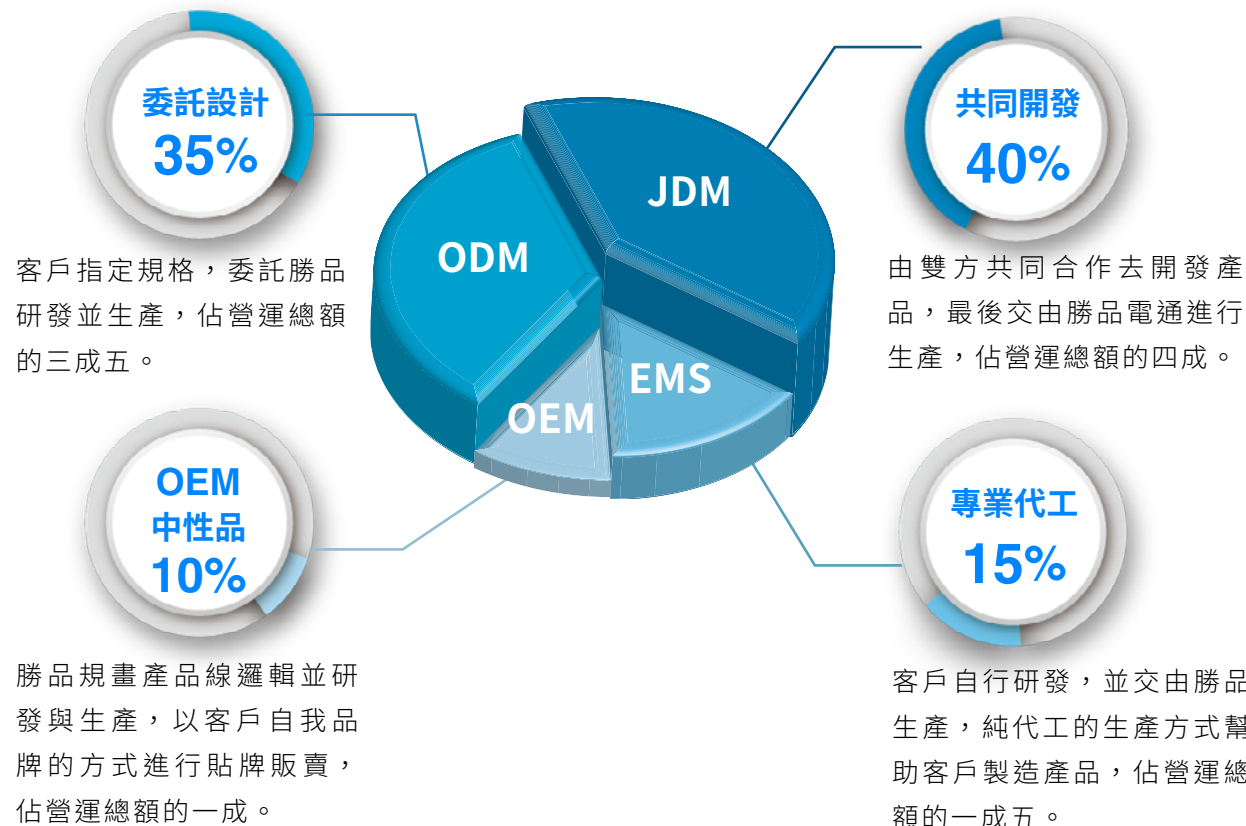 委託設計
35%
客戶指定規格，委託勝品
研發並生產，佔營運總額
的三成五。
共同開發
40%
由雙方共同合作去開發產
品，最後交由勝品電通進行
生產，佔營運總額的四成。
JDM
ODM
EMS
OEM
OEM
中性品
10%
勝品規畫產品線邏輯並研
發與生產，以客戶自我品
牌的方式進行貼牌販賣，
佔營運總額的一成。
專業代工
15%
客戶自行研發，並交由勝品
生產，純代工的生產方式幫
助客戶製造產品，佔營運總
額的一成五。